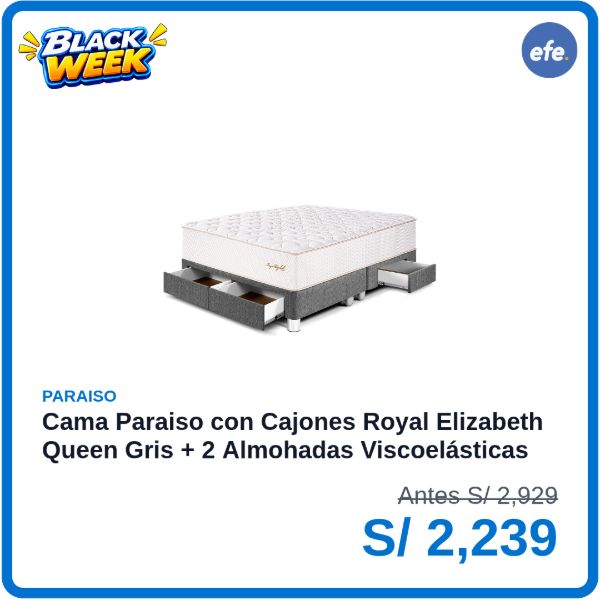 BLACK
WEEK
efe.
PARAISO
Cama Paraiso con Cajones Royal Elizabeth
Queen Gris + 2 Almohadas Viscoelásticas
Antes S/ 2,929
S/ 2,239